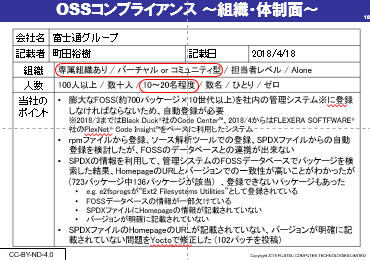 OSSコンプライアンス ～組織・体制面～
18
会社名 富士通グループ
記載者 町田裕樹 記載日 2018/4/18
組織 専属組織あり / バーチャル or コミュニティ型 / 担当者レベル / Alone
人数 100人以上 / 数十人 / 10～20名程度 / 数名 / ひとり / ゼロ
当社の
ポイント
• 膨大なFOSS(約700パッケージ×10世代以上)を社内の管理システム※に登録
しなければならないため、自動登録が必要
※2018/3まではBlack Duck®社のCode Center™、2018/4からはFLEXERA SOFTWARE®
社のFlexNet® Code Insight™をベースに利用したシステム
• rpmファイルから登録、ソース解析ツールでの登録、SPDXファイルからの自動
登録を検討したが、FOSSのデータベースとの連携が出来ない
• SPDXの情報を利用して、管理システムのFOSSデータベースでパッケージを検
索した結果、HomepageのURLとバージョンでの一致性が高いことがわかったが
(723パッケージ中136パッケージが該当) 、登録できないパッケージもあった
• e.g. e2fsprogsが"Ext2 Filesystems Utilities"として登録されている
• FOSSデータベースの情報が一部欠けている
• SPDXファイルにHomepageの情報が記載されていない
• バージョンが明確に記載されていない
• SPDXファイルのHomepageのURLが記載されていない、バージョンが明確に記
載されていない問題をYoctoで修正した (102パッチを投稿)
CC-BY-ND-4.0
Copyright 2018 FUJITSU COMPUTER TECHNOLOGIES LIMITED